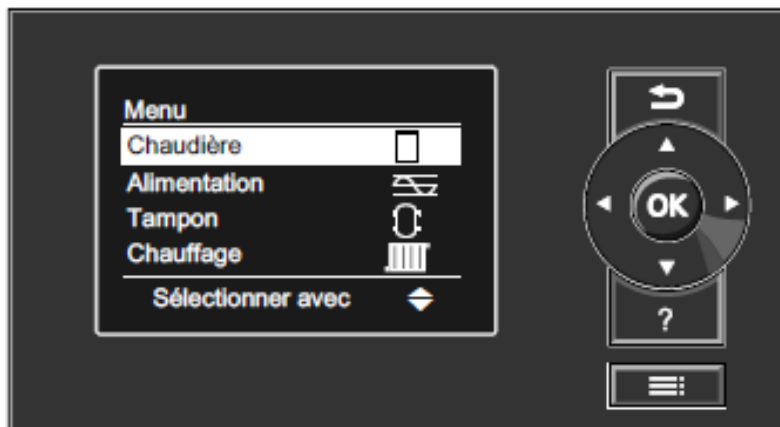 Menu
Chaudière
Alimentation
Tampon
Chauffage
Sélectionner avec
OK
?